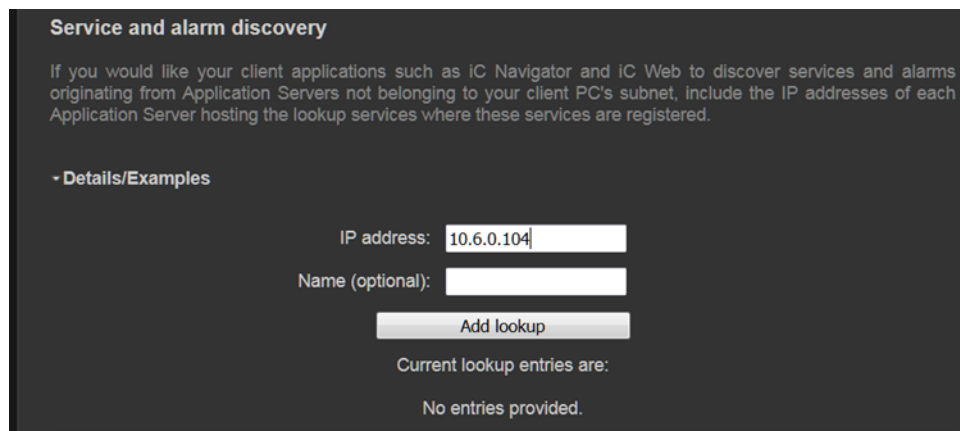 Service and alarm discovery
If you would like your client applications such as iC Navigator and iC Web to discover services and alarms
originating from Application Servers not belonging to your client PC's subnet, include the IP addresses of each
Application Server hosting the lookup services where these services are registered.
Details/Examples
IP address: 10.6.0.104
Name (optional):
Add lookup
Current lookup entries are:
No entries provided.